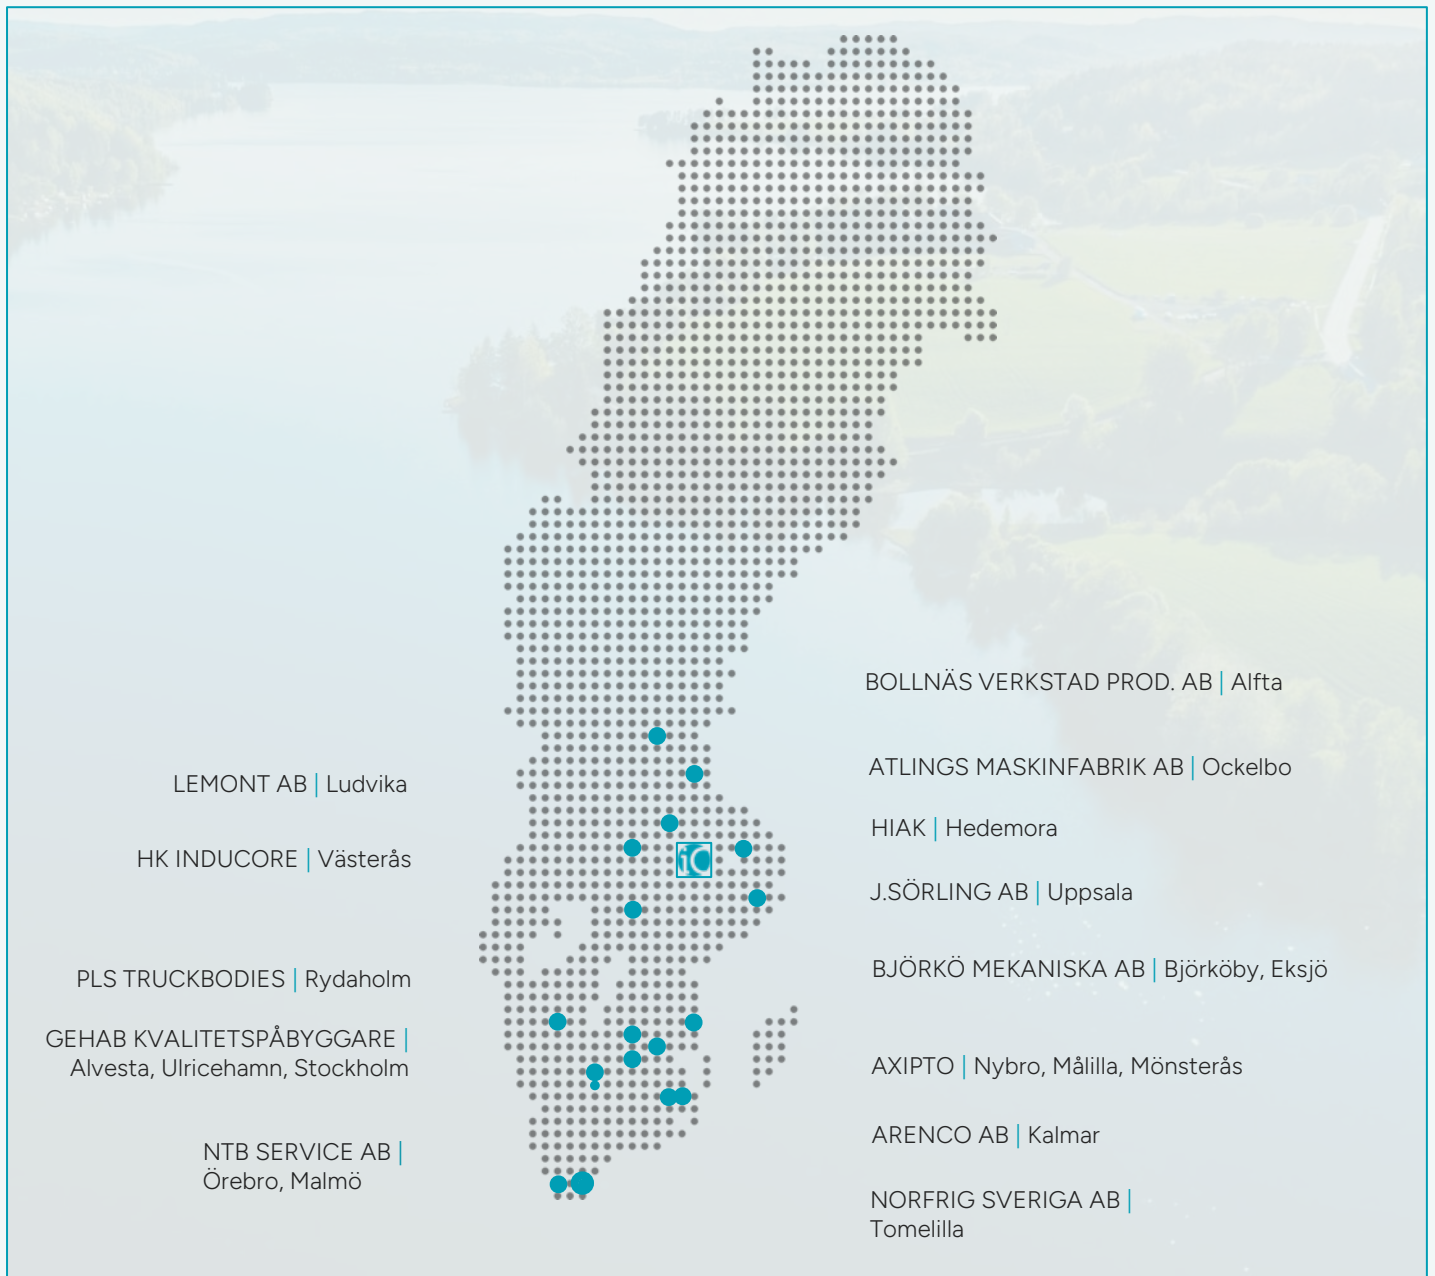 BOLLNÄS VERKSTAD PROD. AB | Alfta
LEMONT AB | Ludvika
ATLINGS MASKINFABRIK AB | Ockelbo
HIAK | Hedemora
HK INDUCORE | Västerås
J.SÖRLING AB | Uppsala
PLS TRUCKBODIES | Rydaholm
BJÖRKÖ MEKANISKA AB | Björköby, Eksjö
GEHAB KVALITETSPÅBYGGARE |
Alvesta, Ulricehamn, Stockholm
AXIPTO | Nybro, Målilla, Mönsterås
ARENCO AB | Kalmar
NTB SERVICE AB |
Örebro, Malmö
NORFRIG SVERIGA AB |
Tomelilla